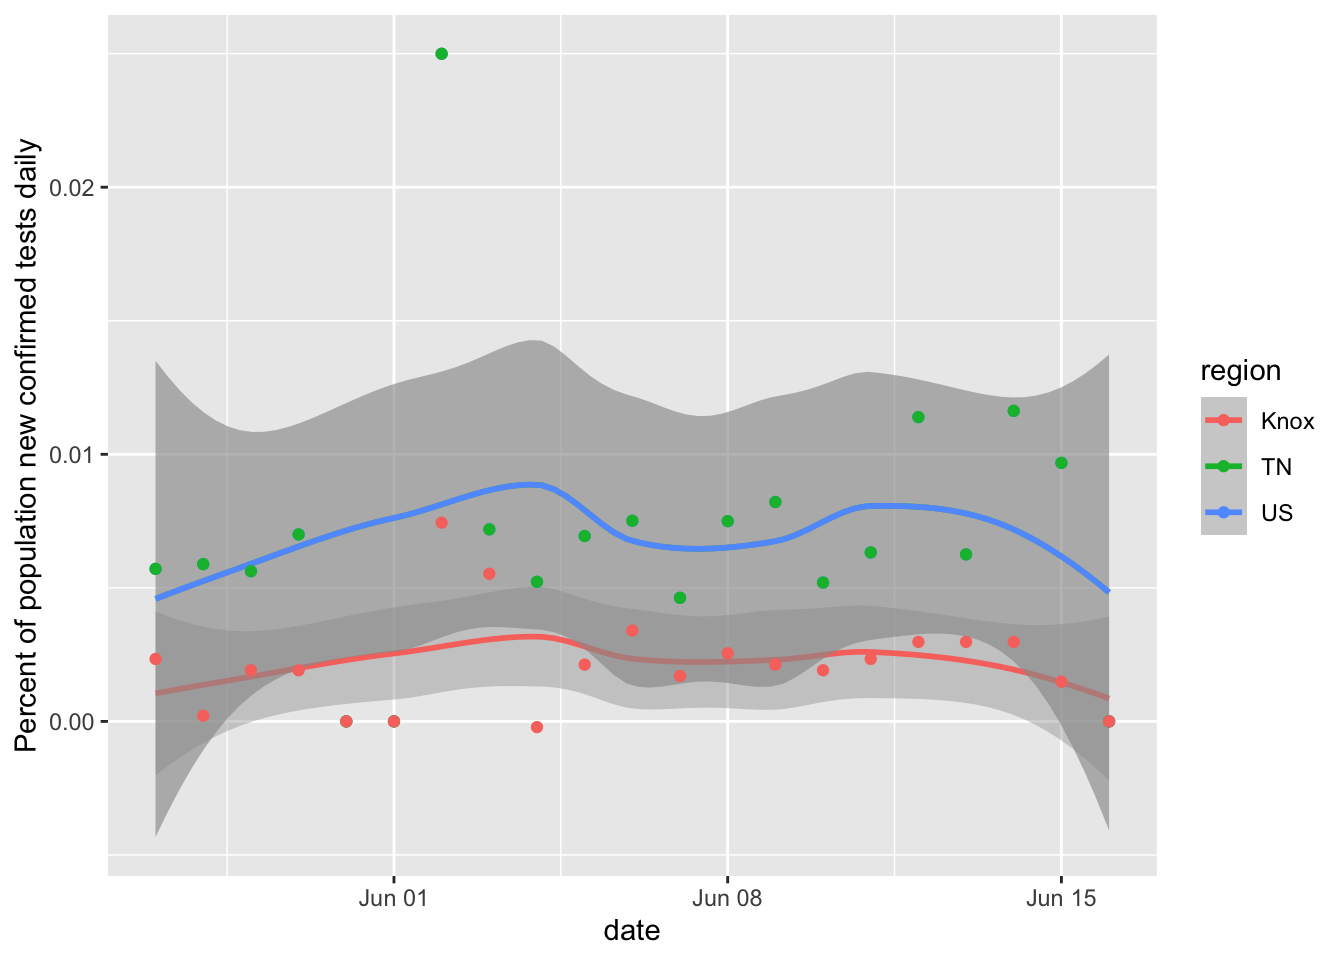 Percent of population new confirmed tests daily
0.02
0.01
0.00
Jun 01
Jun 08
Jun 15
date
region
Knox
TN
US